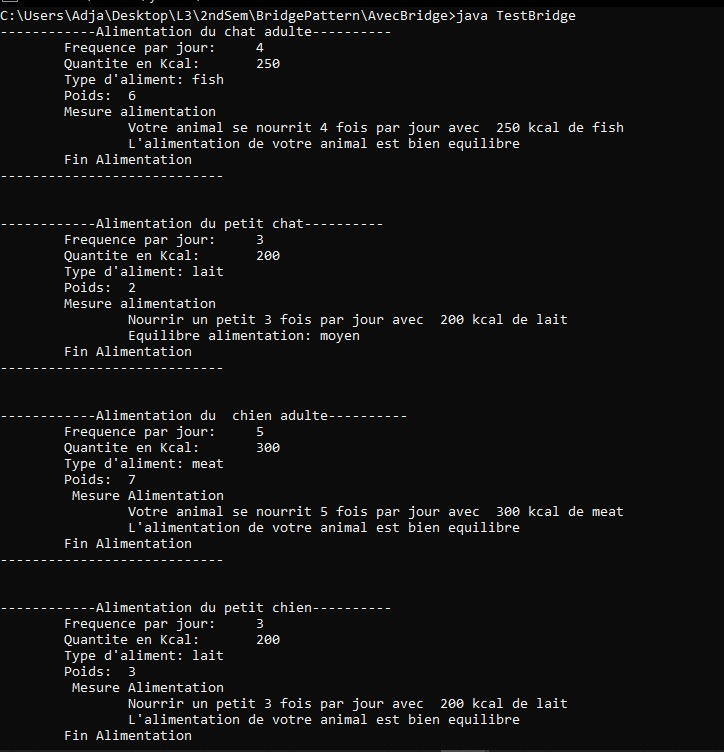 C:\Users\Adja\Desktop\L3\2ndSem\BridgePattern\AvecBridge>java TestBridge
------------Alimentation du chat adulte----------
Frequence par jour:     4
Quantite en Kcal:       250
Type d'aliment: fish
Poids:  6
Mesure alimentation
Votre animal se nourrit 4 fois par jour avec  250 kcal de fish
L'alimentation de votre animal est bien equilibre
Fin Alimentation
----------------------------
------------Alimentation du petit chat----------
Frequence par jour:     3
Quantite en Kcal:       200
Type d'aliment: lait
Poids:  2
Mesure alimentation
Nourrir un petit 3 fois par jour avec  200 kcal de lait
Equilibre alimentation: moyen
Fin Alimentation
----------------------------
------------Alimentation du  chien adulte----------
Frequence par jour:     5
Quantite en Kcal:       300
Type d'aliment: meat
Poids:  7
Mesure Alimentation
Votre animal se nourrit 5 fois par jour avec  300 kcal de meat
L'alimentation de votre animal est bien equilibre
Fin Alimentation
----------------------------
------------Alimentation du petit chien----------
Frequence par jour:     3
Quantite en Kcal:       200
Type d'aliment: lait
Poids:  3
Mesure Alimentation
Nourrir un petit 3 fois par jour avec  200 kcal de lait
L'alimentation de votre animal est bien equilibre
Fin Alimentation